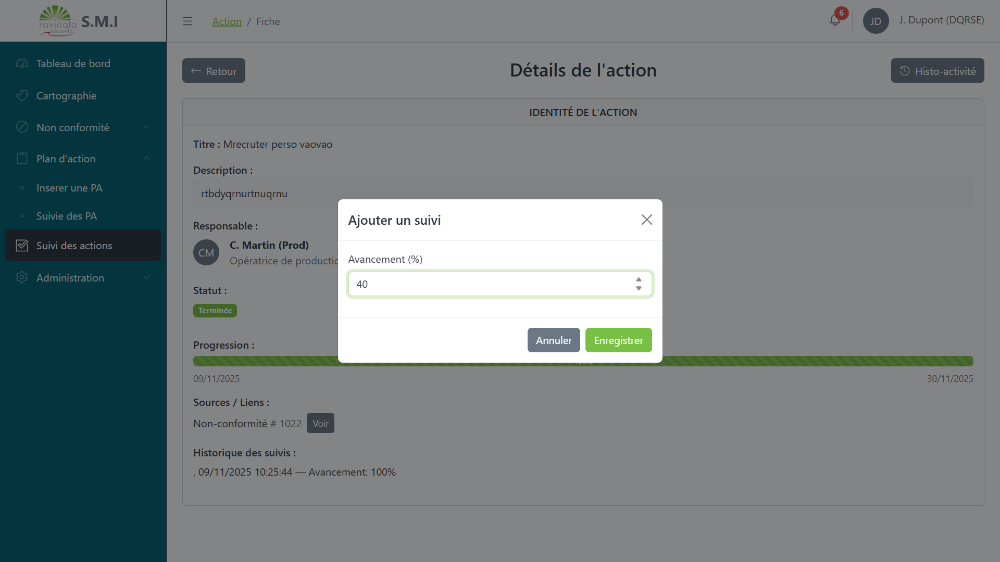 ravinala
airports
S.M.I
Action / Fiche
6
JD
J. Dupont (DQRSE)
Tableau de bord
Cartographie
Non conformité
Plan d'action
Inserer une PA
Suivie des PA
Suivi des actions
Administration
Retour
Détails de l'action
Histo-activité
IDENTITÉ DE L'ACTION
Titre : Mrecruter perso vaovao
Description :
rtbdyqrnurtnuqrnu
Responsable :
CM
C. Martin (Prod)
Opératrice de
Statut :
Terminée
Progression :
09/11/2025
30/11/2025
Sources / Liens :
Non-conformité # 1022 Voir
Historique des suivis :
. 09/11/2025 10:25:44 — Avancement: 100%
Ajouter un suivi
Avancement (%)
40
Annuler
Enregistrer